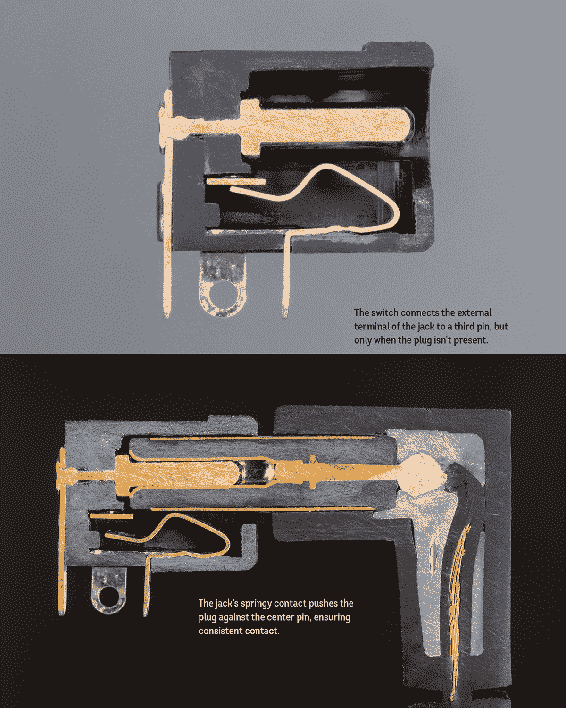 The switch connects the external
terminal of the jack to a third pin, but
only when the plug isn't present.
The jack's springy contact pushes the
plug against the center pin, ensuring
consistent contact.